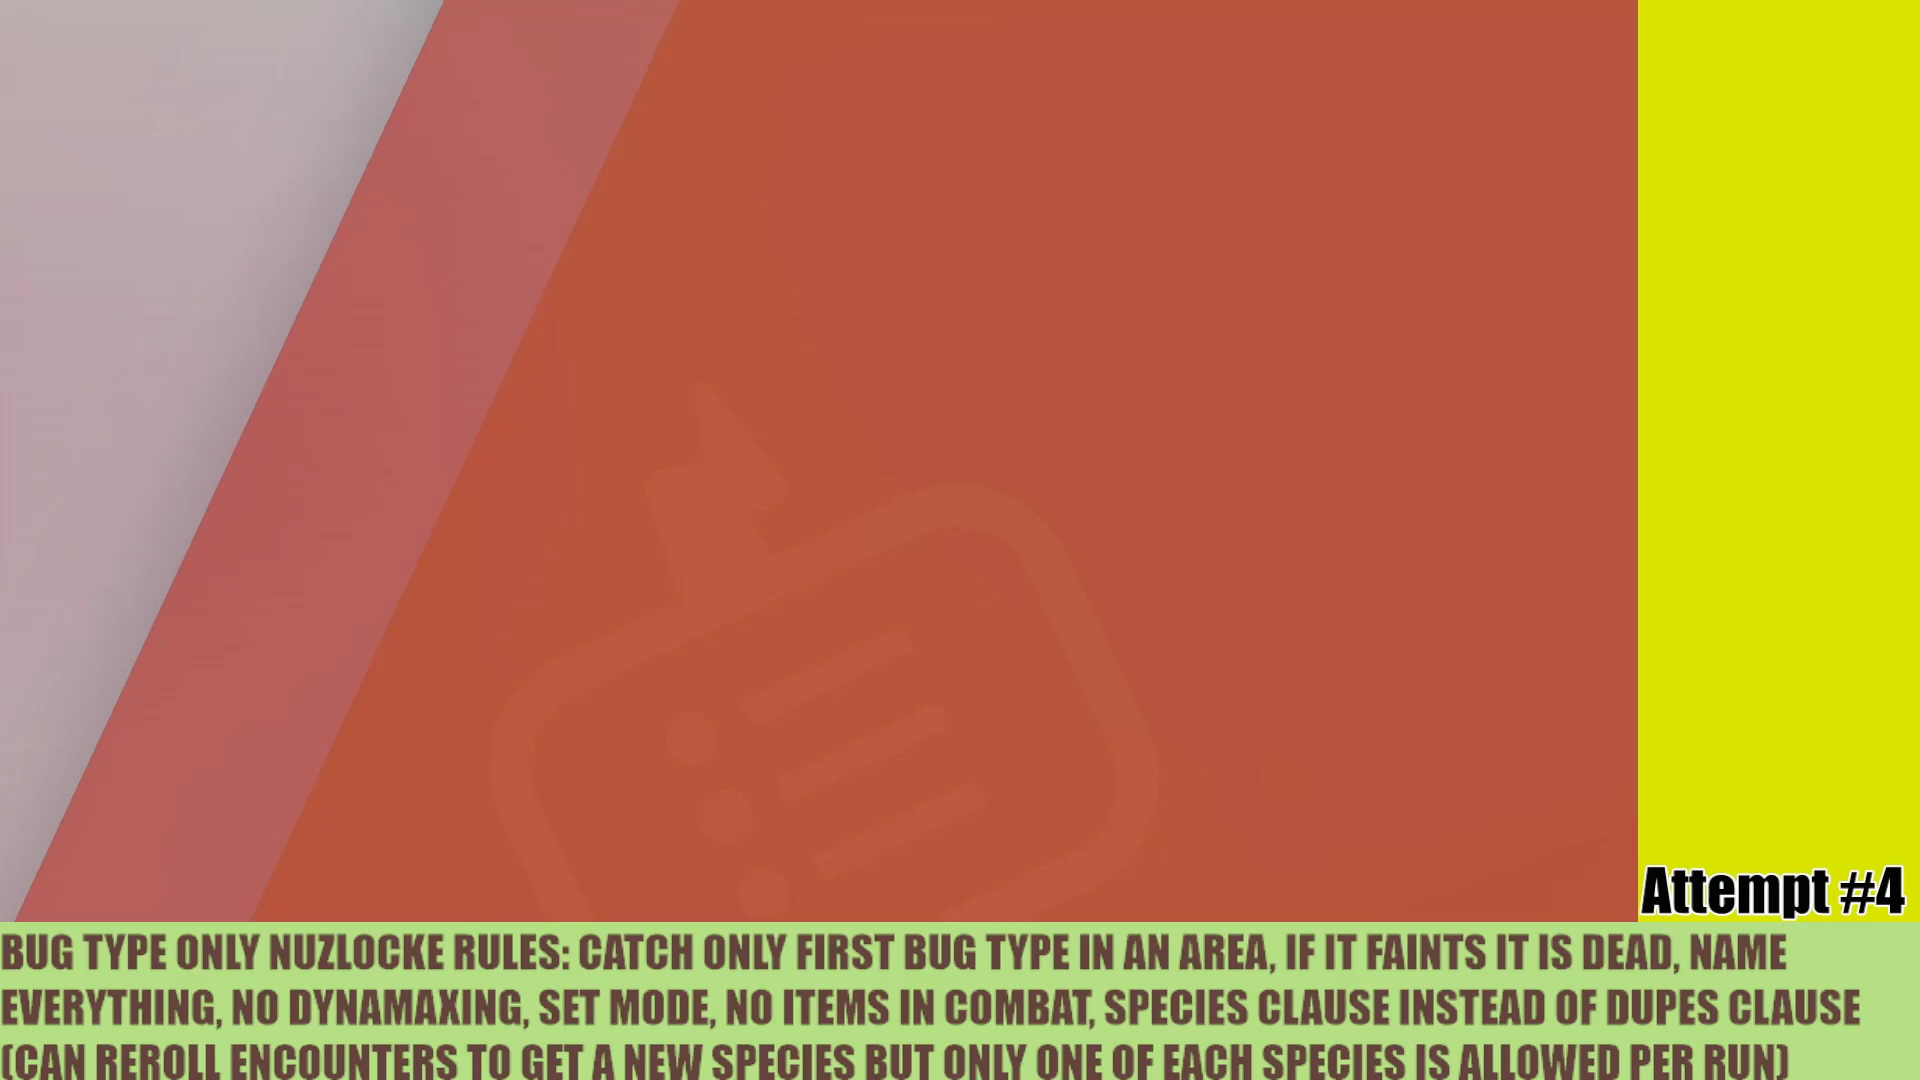 Attempt #4
BUG TYPE ONLY NUZLOCKE RULES: CATCH ONLY FIRST BUG TYPE IN AN AREA, IF IT FAINTS IT IS DEAD, NAME
EVERYTHING, NO DYNAMAXING, SET MODE, NO ITEMS IN COMBAT, SPECIES CLAUSE INSTEAD OF DUPES CLAUSE
(CAN REROLL ENCOUNTERS TO GET A NEW SPECIES BUT ONLY ONE OF EACH SPECIES IS ALLOWED PER RUN)